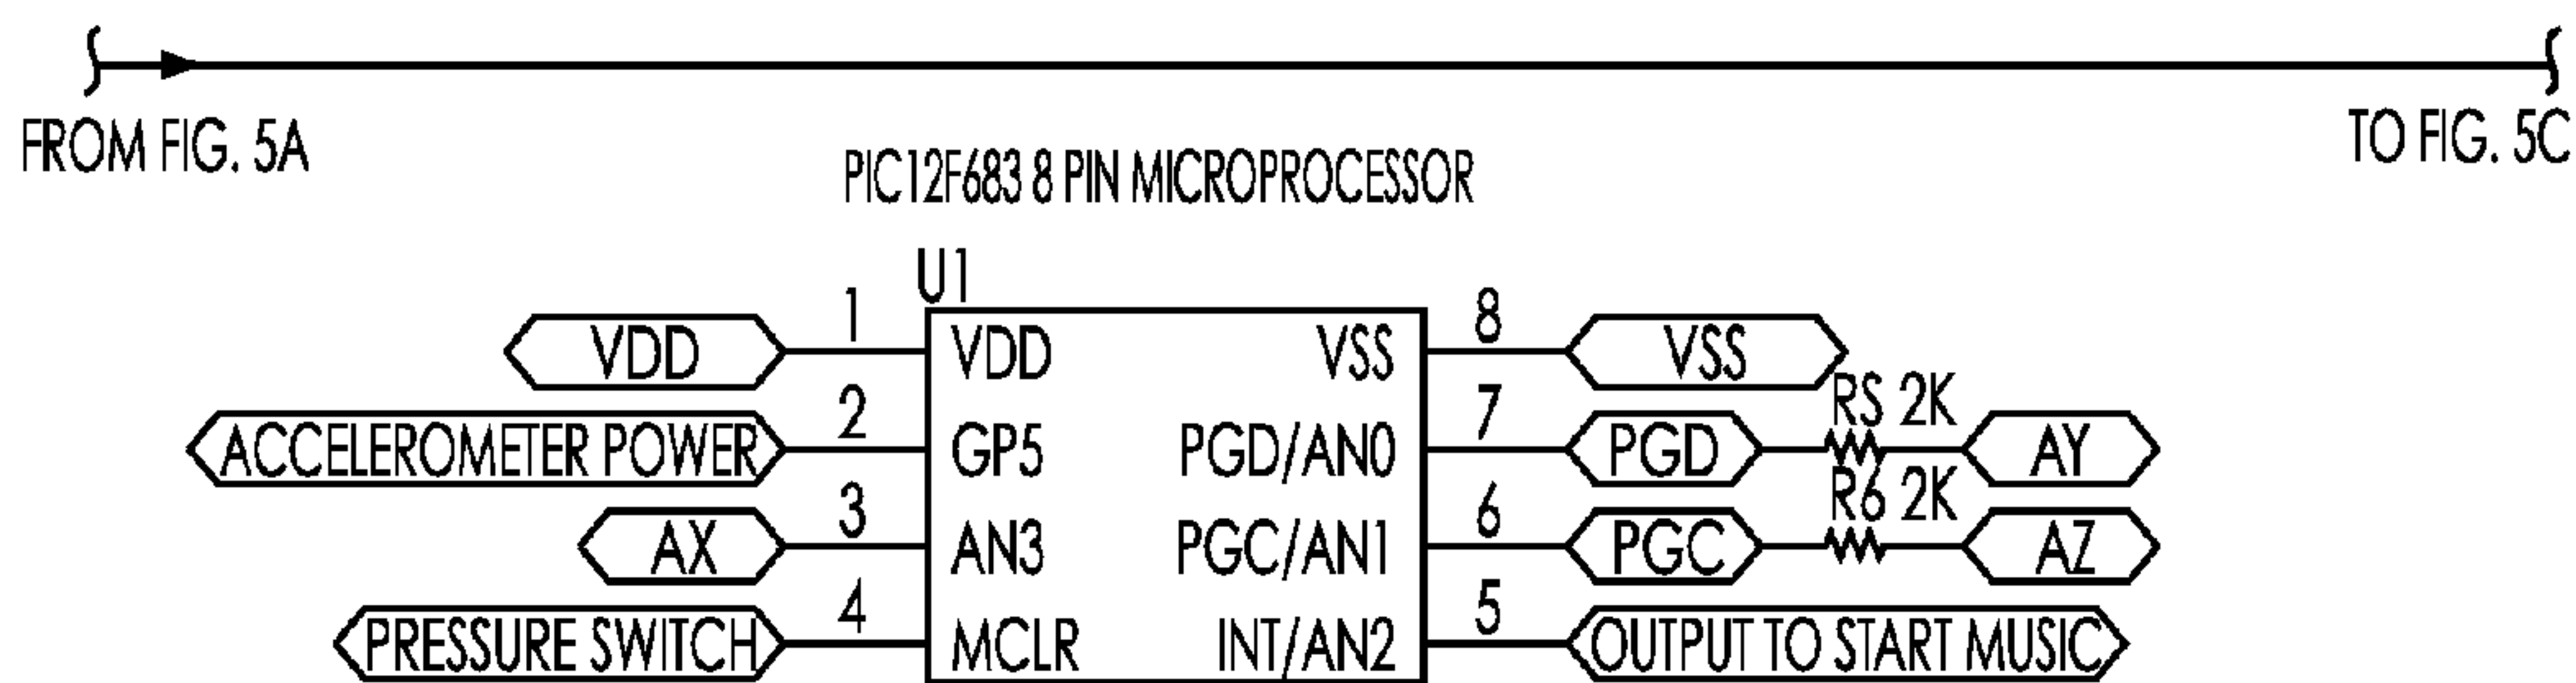 FROM FIG. 5A
TO FIG. 5C
PIC12F683 8 PIN MICROPROCESSOR
U1
VDD 1 VDD VSS 8 VSS
RS 2K
ACCELEROMETER POWER 2 GP5 PGD/AN0 7 PGD AY
R6 2K
AX 3 AN3 PGC/AN1 6 PGC AZ
PRESSURE SWITCH 4 MCLR INT/AN2 5 OUTPUT TO START MUSIC